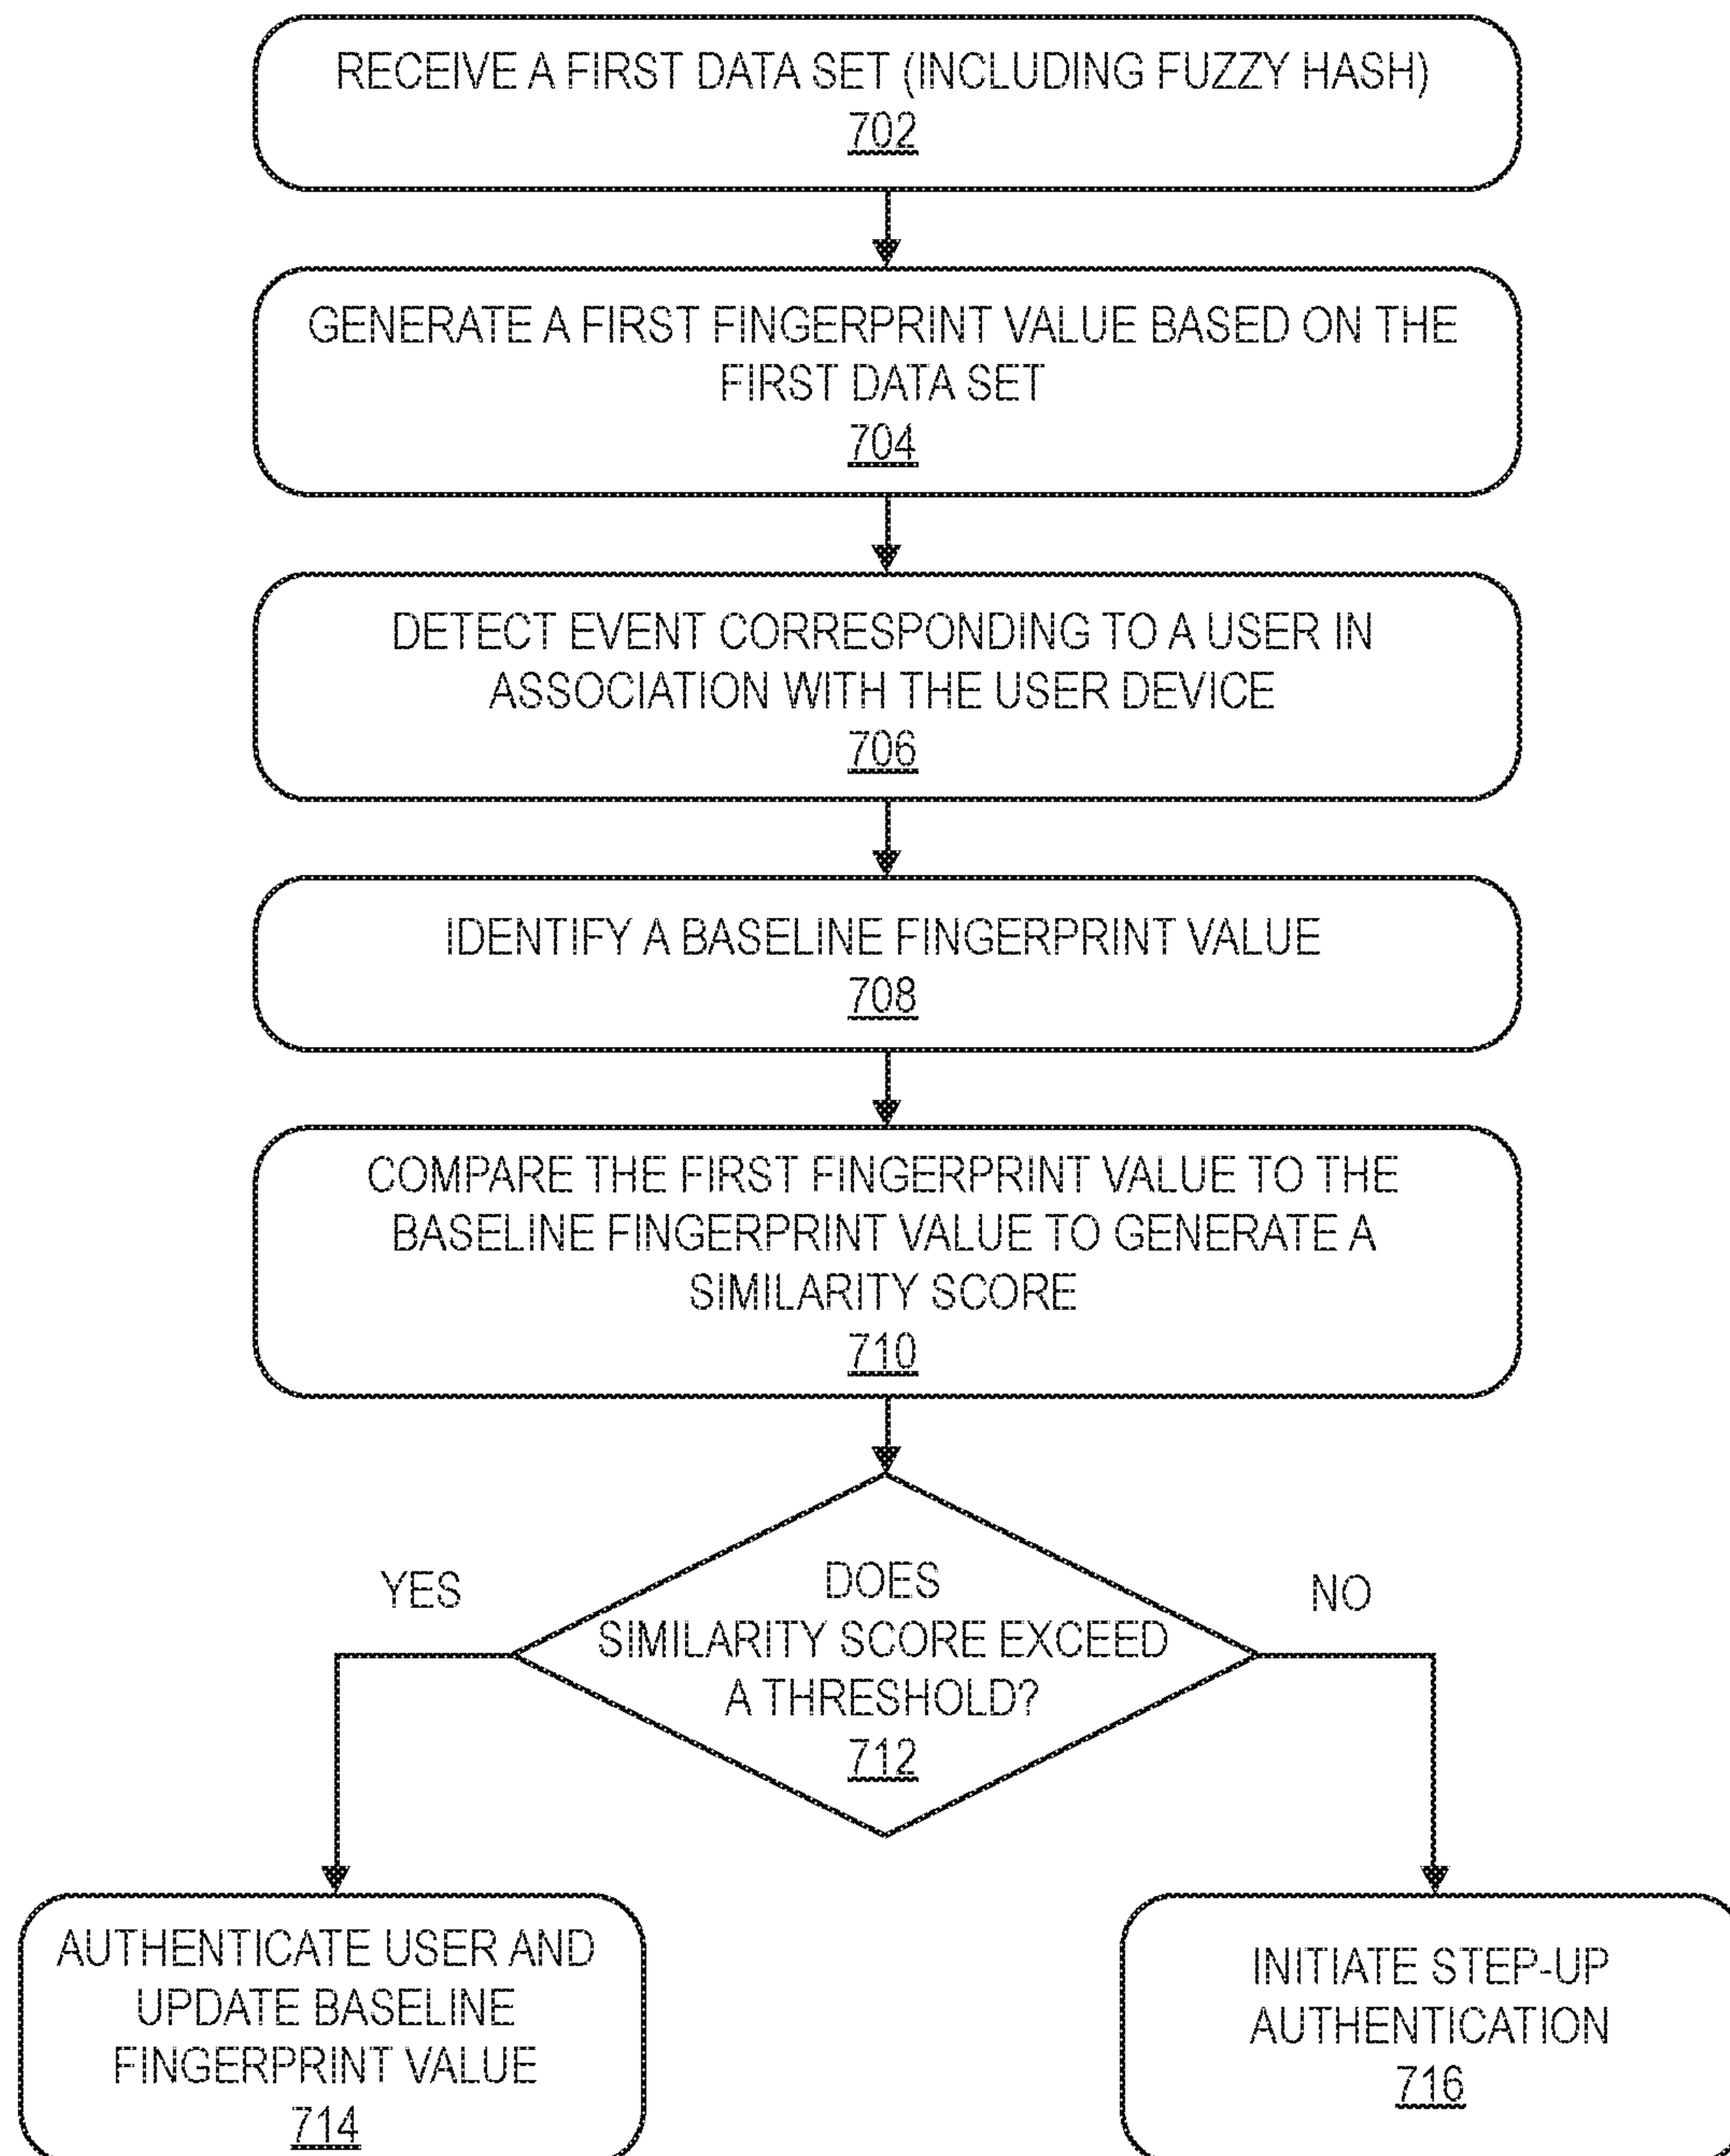 RECEIVE A FIRST DATA SET (INCLUDING FUZZY HASH)
702
GENERATE A FIRST FINGERPRINT VALUE BASED ON THE
FIRST DATA SET
704
DETECT EVENT CORRESPONDING TO A USER IN
ASSOCIATION WITH THE USER DEVICE
706
IDENTIFY A BASELINE FINGERPRINT VALUE
708
COMPARE THE FIRST FINGERPRINT VALUE TO THE
BASELINE FINGERPRINT VALUE TO GENERATE A
SIMILARITY SCORE
710
YES
NO
DOES
SIMILARITY SCORE EXCEED
A THRESHOLD?
712
AUTHENTICATE USER AND
UPDATE BASELINE
FINGERPRINT VALUE
714
INITIATE STEP-UP
AUTHENTICATION
716